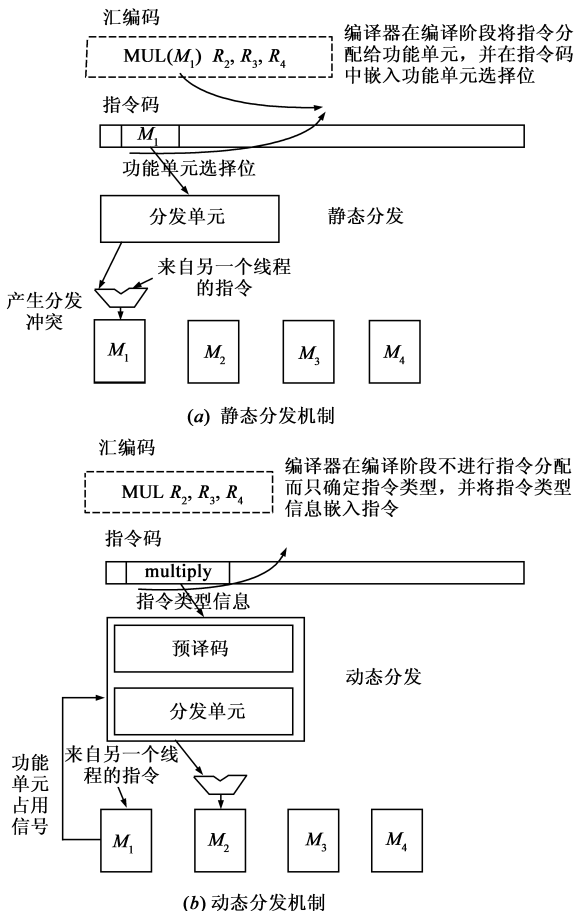 汇编码
MUL(M₁) R₂, R₃, R₄
编译器在编译阶段将指令分
配给功能单元，并在指令码
中嵌入功能单元选择位
指令码
M₁
功能单元选择位
分发单元
静态分发
来自另一个线程
的指令
产生分发
冲突
M₁
M₂
M₃
M₄
(a) 静态分发机制
汇编码
MUL R₂, R₃, R₄
编译器在编译阶段不进行指令分配
而只确定指令类型，并将指令类型
信息嵌入指令
指令码
multiply
指令类型信息
预译码
动态分发
分发单元
功能
单元
占用
信号
来自另一个线
程的指令
M₁
M₂
M₃
M₄
(b) 动态分发机制